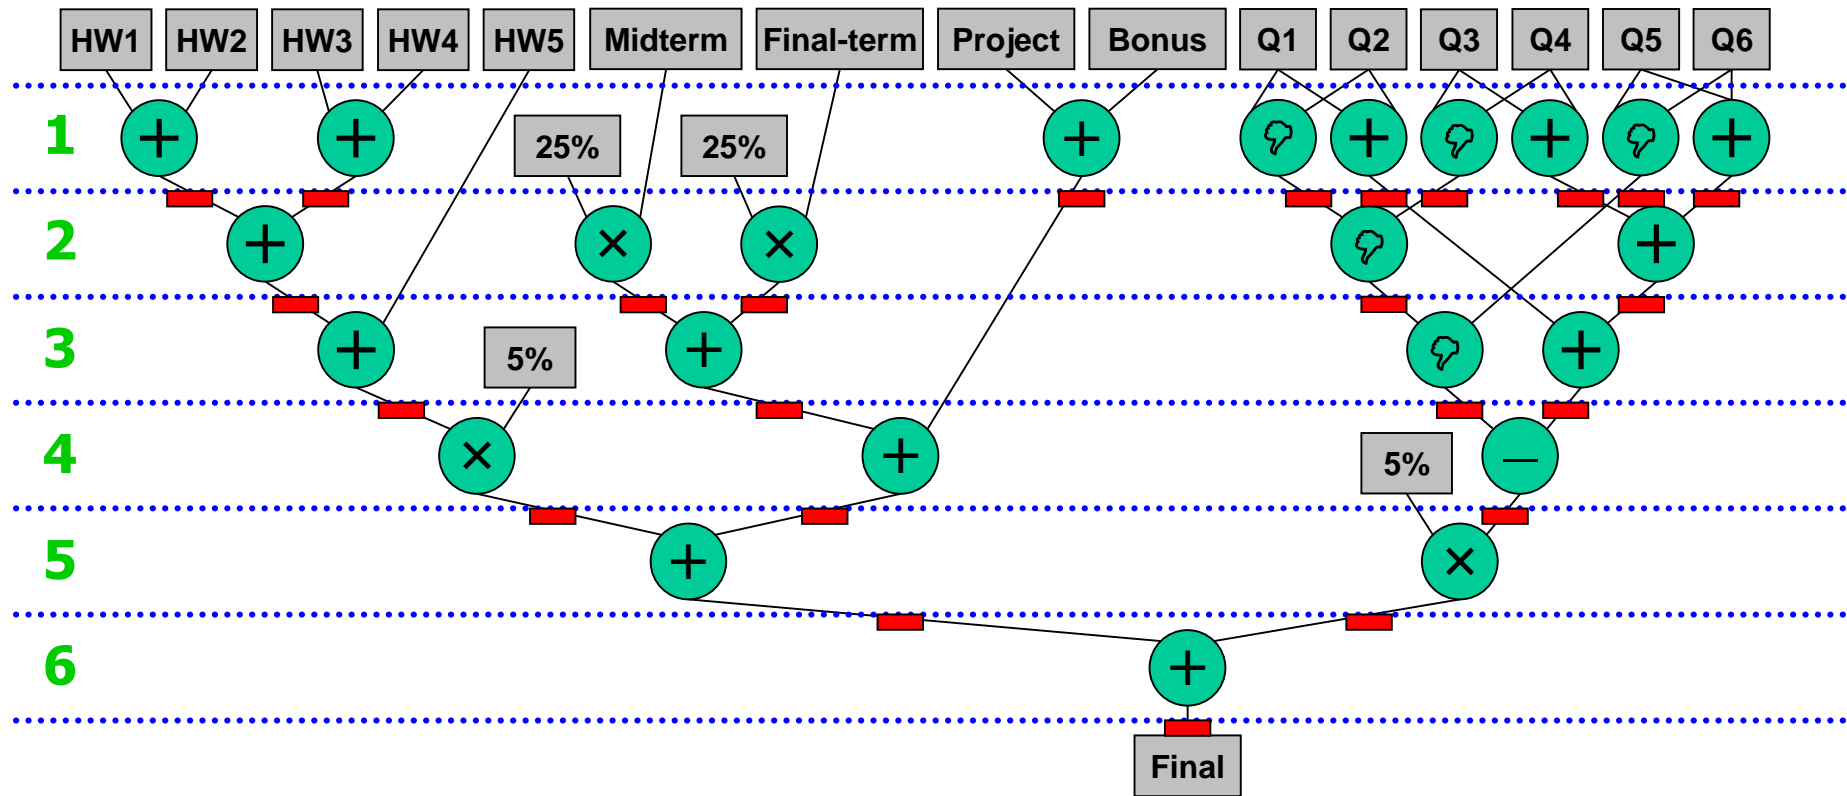 HW1 HW2 HW3 HW4 HW5 Midterm Final-term Project Bonus Q1 Q2 Q3 Q4 Q5 Q6
1 + + 25% 25% + + + +
2 + × × +
3 + 5% + +
4 × + 5% —
5 + ×
6 +
Final